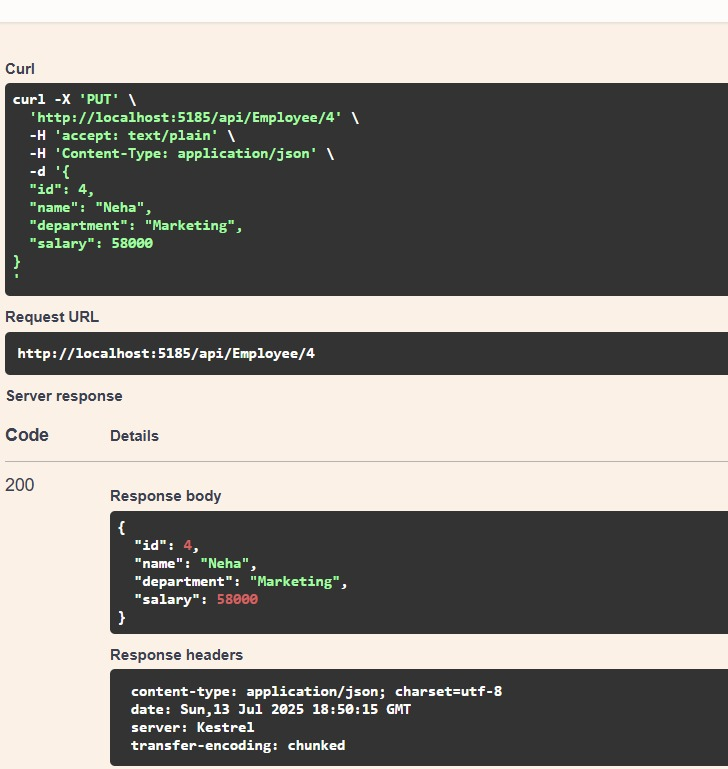 Curl
curl -X 'PUT' \
'http://localhost:5185/api/Employee/4' \
-H 'accept: text/plain' \
-H 'Content-Type: application/json' \
-d '{
"id": 4,
"name": "Neha",
"department": "Marketing",
"salary": 58000
}
'
Request URL
http://localhost:5185/api/Employee/4
Server response
Code Details
200
Response body
{
"id": 4,
"name": "Neha",
"department": "Marketing",
"salary": 58000
}
Response headers
content-type: application/json; charset=utf-8
date: Sun,13 Jul 2025 18:50:15 GMT
server: Kestrel
transfer-encoding: chunked